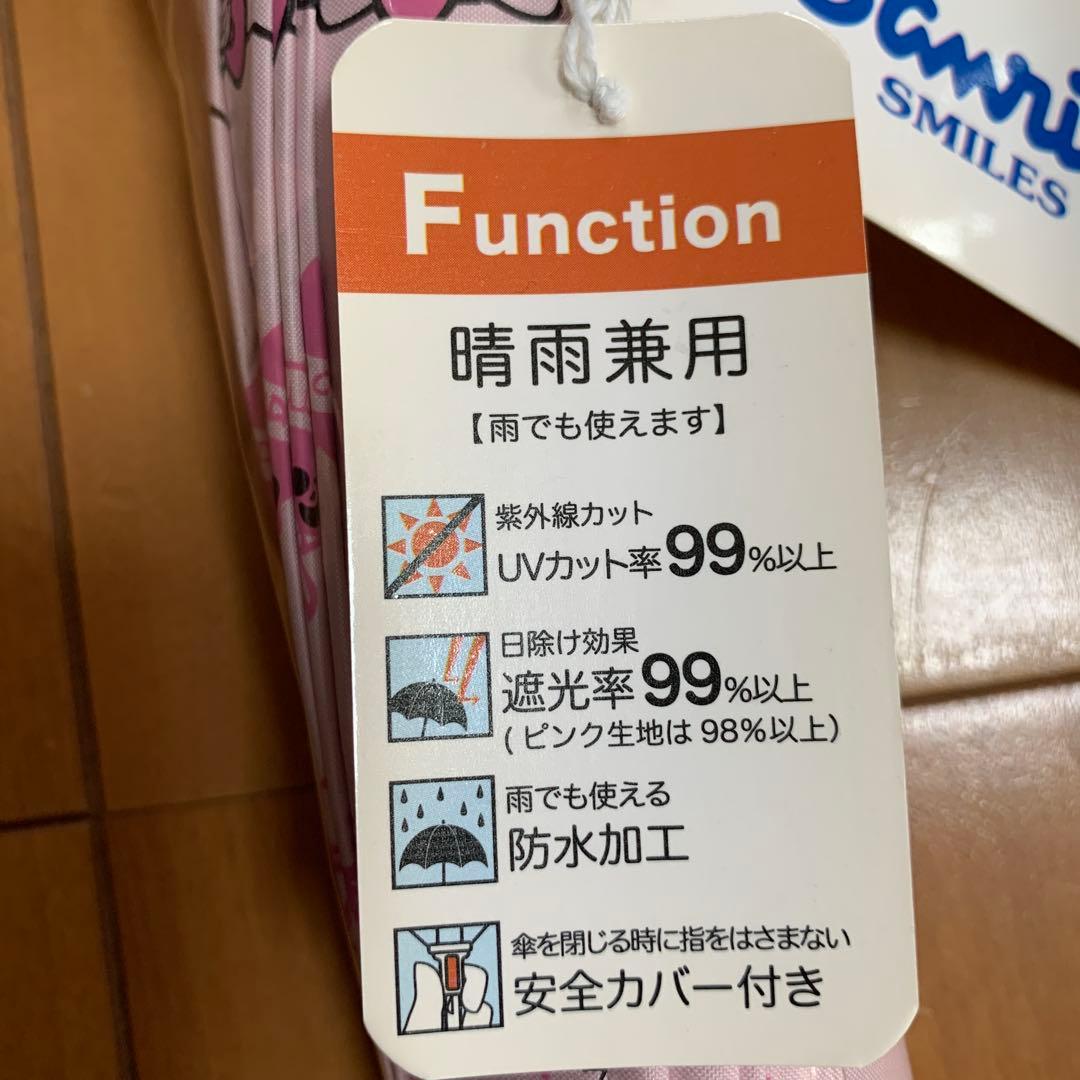 SMILES
Function
晴雨兼用
【雨でも使えます】
紫外線カット
UVカット率99%以上
日除け効果
遮光率99%以上
(ピンク生地は98%以上)
雨でも使える
防水加工
傘を閉じる時に指をはさまない
安全カバー付き